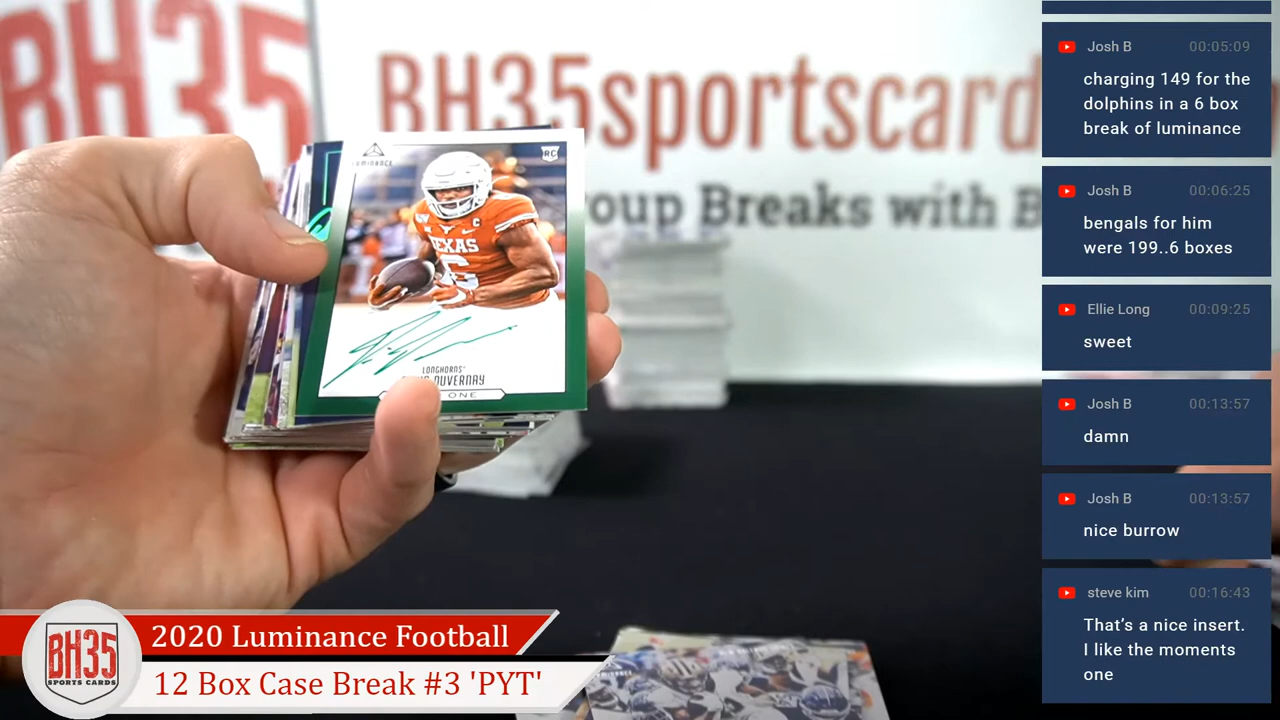 BH35sportscard
Group Breaks with B
LUMINANCE
RC
TEXAS
C
6
LONGHORNS'
DUVERNAY
ONE
Josh B 00:05:09
charging 149 for the
dolphins in a 6 box
break of luminance
Josh B 00:06:25
bengals for him
were 199..6 boxes
Ellie Long 00:09:25
sweet
Josh B 00:13:57
damn
Josh B 00:13:57
nice burrow
steve kim 00:16:43
That's a nice insert.
I like the moments
one
BH35
SPORTS CARDS
2020 Luminance Football
12 Box Case Break #3 'PYT'